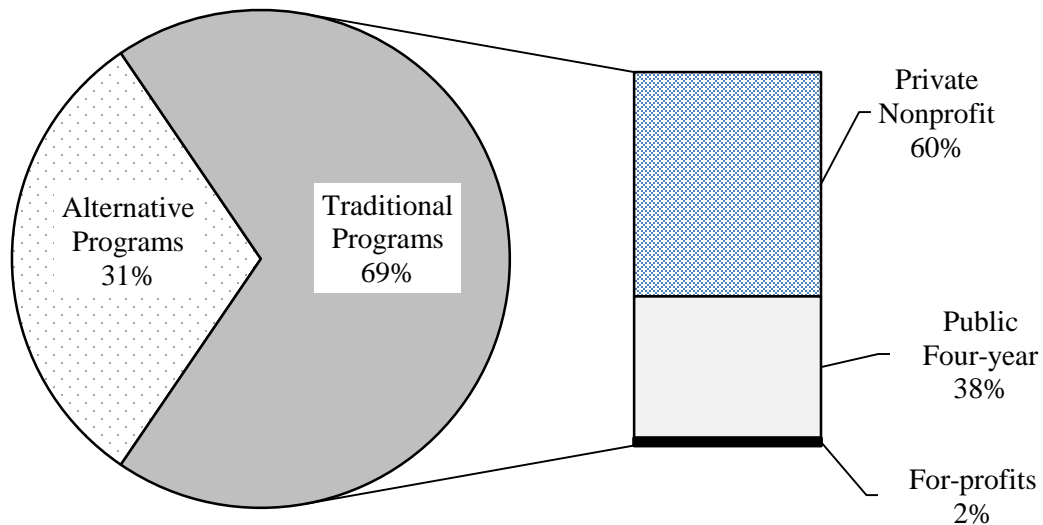 Alternative
Programs
31%
Traditional
Programs
69%
Private
Nonprofit
60%
Public
Four-year
38%
For-profits
2%